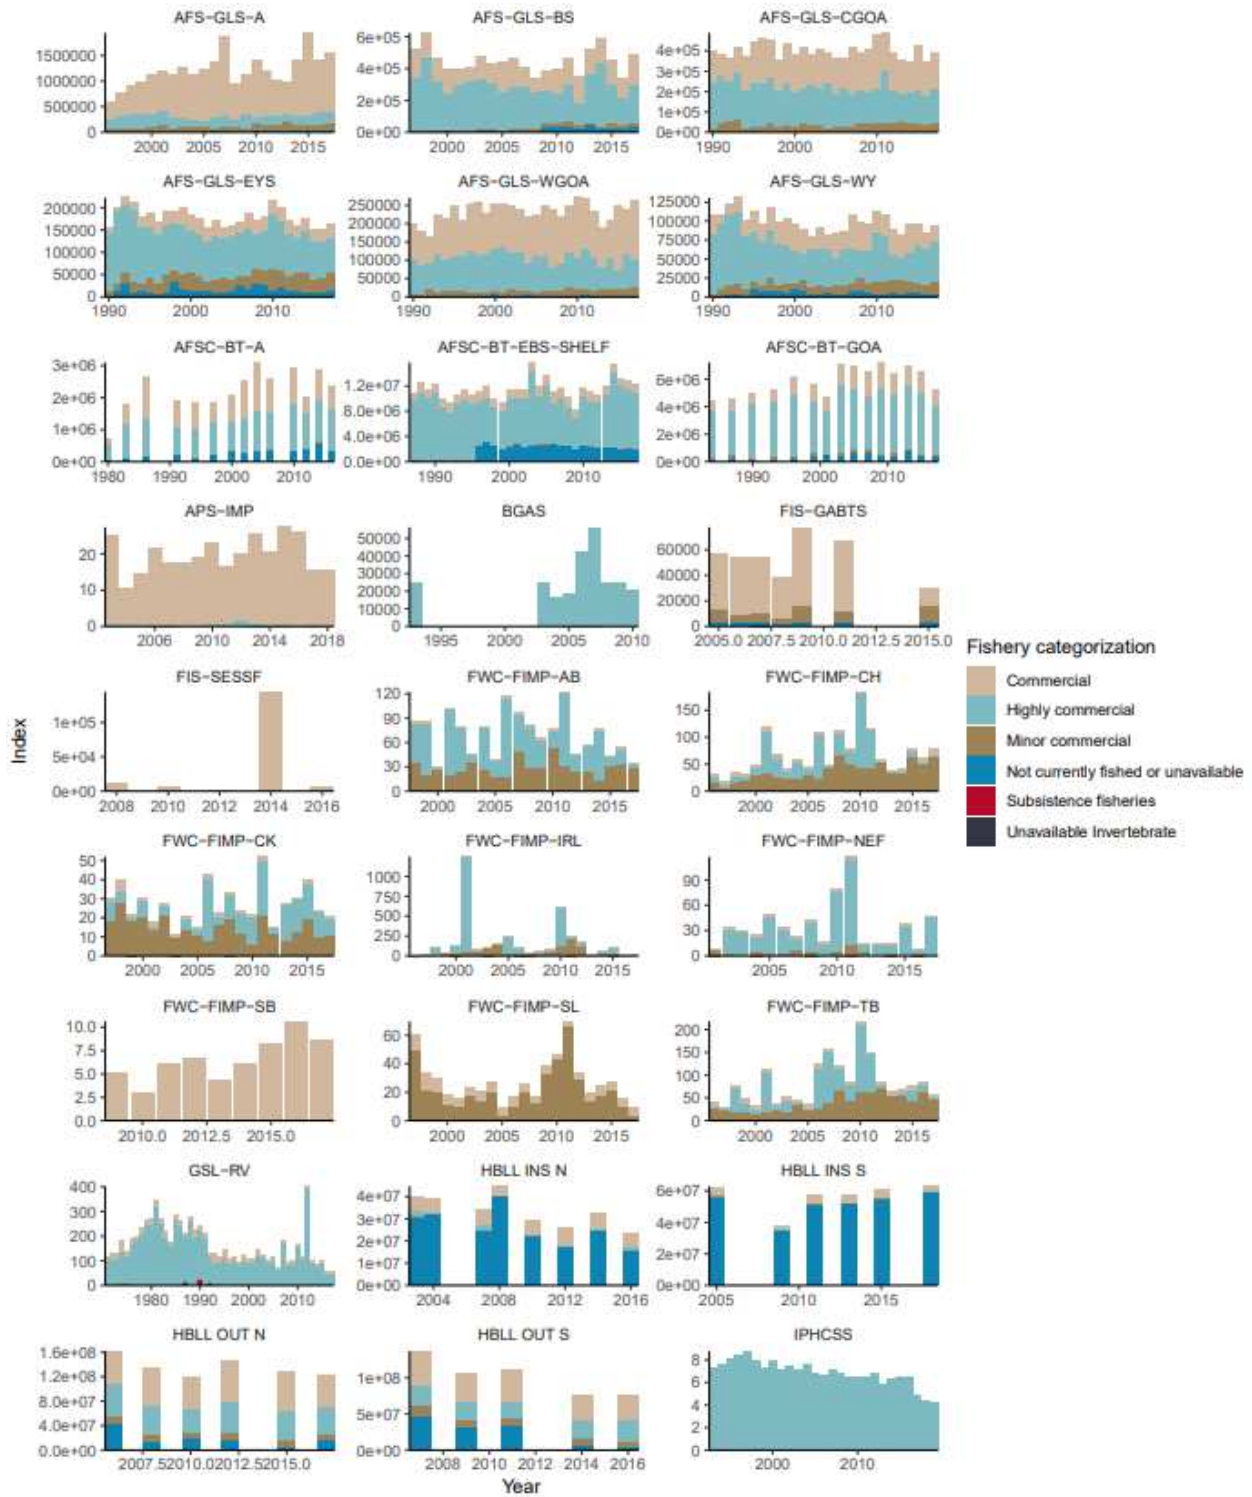 AFS−GLS−A AFS−GLS−BS AFS−GLS−CGOA
1500000 6e+05 4e+05
1000000 4e+05 3e+05
500000 2e+05 2e+05
0 0e+00 1e+05
0e+00
2000 2005 2010 2015 2000 2005 2010 2015 1990 2000 2010
AFS−GLS−EYS AFS−GLS−WGOA AFS−GLS−WY
200000 250000 125000
150000 200000 100000
100000 150000 75000
50000 100000 50000
0 50000 25000
0 0
1990 2000 2010 1990 2000 2010 1990 2000 2010
AFSC−BT−A AFSC−BT−EBS−SHELF AFSC−BT−GOA
3e+06 1.2e+07 6e+06
2e+06 8.0e+06 4e+06
1e+06 4.0e+06 2e+06
0e+00 0.0e+00 0e+00
1980 1990 2000 2010 1990 2000 2010 1990 2000 2010
APS−IMP BGAS FIS−GABTS
20 50000 60000
10 40000 40000
0 30000 20000
20000 0
10000
0
2006 2010 2014 2018 1995 2000 2005 2010 2005.0 2007.5 2010.0 2012.5 2015.0
FIS−SESSF FWC−FIMP−AB FWC−FIMP−CH
1e+05 120 150
5e+04 90 100
0e+00 60 50
30 0
0
2008 2010 2012 2014 2016 2000 2005 2010 2015 2000 2005 2010 2015
FWC−FIMP−CK FWC−FIMP−IRL FWC−FIMP−NEF
50 1000 90
40 750 60
30 500 30
20 250 0
10 0
0
2000 2005 2010 2015 2000 2005 2010 2015 2005 2010 2015
FWC−FIMP−SB FWC−FIMP−SL FWC−FIMP−TB
10.0 60 200
7.5 40 150
5.0 20 100
2.5 0 50
0.0 0
2010.0 2012.5 2015.0 2000 2005 2010 2015 2000 2005 2010 2015
GSL−RV HBLL INS N HBLL INS S
400 4e+07 6e+07
300 3e+07 4e+07
200 2e+07 2e+07
100 1e+07 0e+00
0 0e+00
1980 1990 2000 2010 2004 2008 2012 2016 2005 2010 2015
HBLL OUT N HBLL OUT S IPHCSS
1.6e+08 1e+08 8
1.2e+08 5e+07 6
8.0e+07 0e+00 4
4.0e+07 2
0.0e+00 0
2007.5 2010.0 2012.5 2015.0 2008 2010 2012 2014 2016 2000 2010
Index
Year
Fishery categorization
Commercial
Highly commercial
Minor commercial
Not currently fished or unavailable
Subsistence fisheries
Unavailable Invertebrate